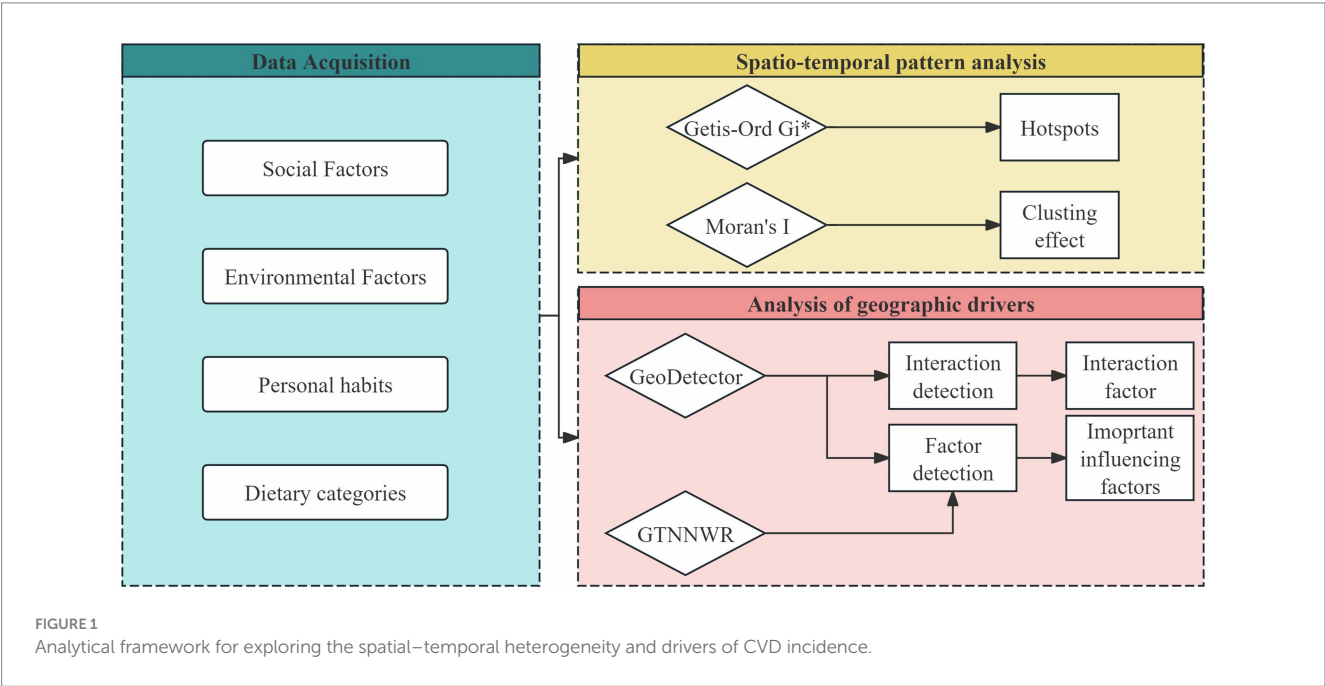 Data Acquisition
Social Factors
Environmental Factors
Personal habits
Dietary categories
Spatio-temporal pattern analysis
Getis-Ord Gi*
Hotspots
Moran's I
Clusting
effect
Analysis of geographic drivers
GeoDetector
Interaction
detection
Interaction
factor
Factor
detection
Imoprtant
influencing
factors
GTNNWR
FIGURE 1
Analytical framework for exploring the spatial–temporal heterogeneity and drivers of CVD incidence.